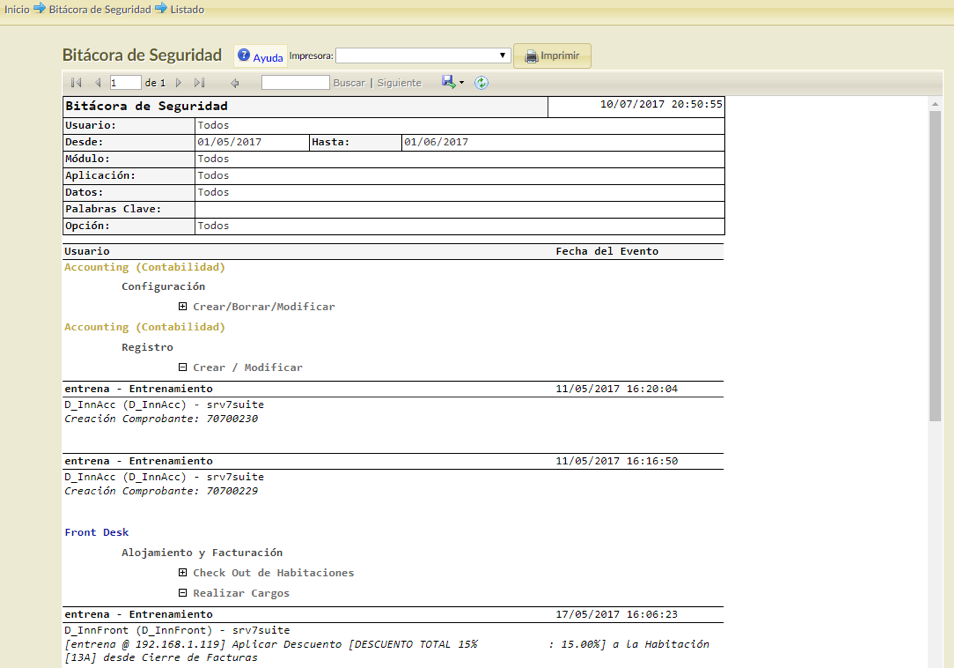 Inicio Bitácora de Seguridad Listado
Bitácora de Seguridad Ayuda Impresora: Imprimir
1 de 1 Buscar | Siguiente
Bitácora de Seguridad 10/07/2017 20:50:55
Usuario: Todos
Desde: 01/05/2017 Hasta: 01/06/2017
Módulo: Todos
Aplicación: Todos
Datos: Todos
Palabras Clave:
Opción: Todos
Usuario Fecha del Evento
Accounting (Contabilidad)
Configuración
Crear/Borrar/Modificar
Accounting (Contabilidad)
Registro
Crear / Modificar
entrena - Entrenamiento 11/05/2017 16:20:04
D_InnAcc (D_InnAcc) - srv7suite
Creación Comprobante: 70700230
entrena - Entrenamiento 11/05/2017 16:16:50
D_InnAcc (D_InnAcc) - srv7suite
Creación Comprobante: 70700229
Front Desk
Alojamiento y Facturación
Check Out de Habitaciones
Realizar Cargos
entrena - Entrenamiento 17/05/2017 16:06:23
D_InnFront (D_InnFront) - srv7suite
[entrena @ 192.168.1.119] Aplicar Descuento [DESCUENTO TOTAL 15% : 15.00%] a la Habitación
[13A] desde Cierre de Facturas